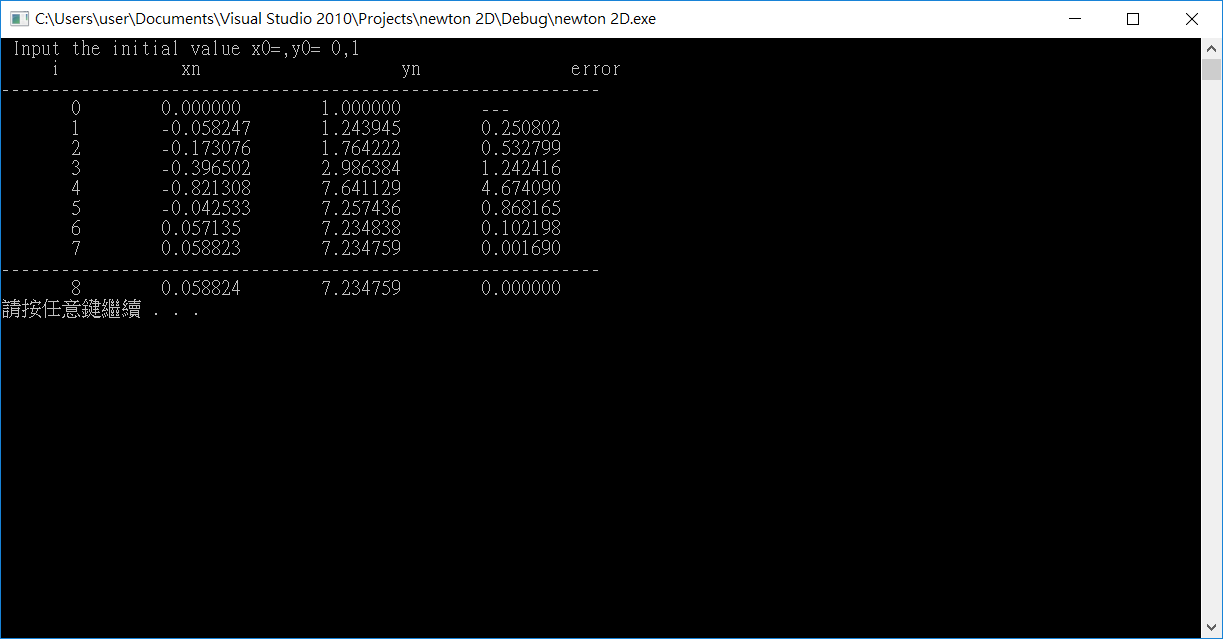 C:\Users\user\Documents\Visual Studio 2010\Projects\newton 2D\Debug\newton 2D.exe
Input the initial value x0=,y0= 0,1
i xn yn error
------------------------------------------------------------
0 0.000000 1.000000 ---
1 -0.058247 1.243945 0.250802
2 -0.173076 1.764222 0.532799
3 -0.396502 2.986384 1.242416
4 -0.821308 7.641129 4.674090
5 -0.042533 7.257436 0.868165
6 0.057135 7.234838 0.102198
7 0.058823 7.234759 0.001690
------------------------------------------------------------
8 0.058824 7.234759 0.000000
請按任意鍵繼續 . . .